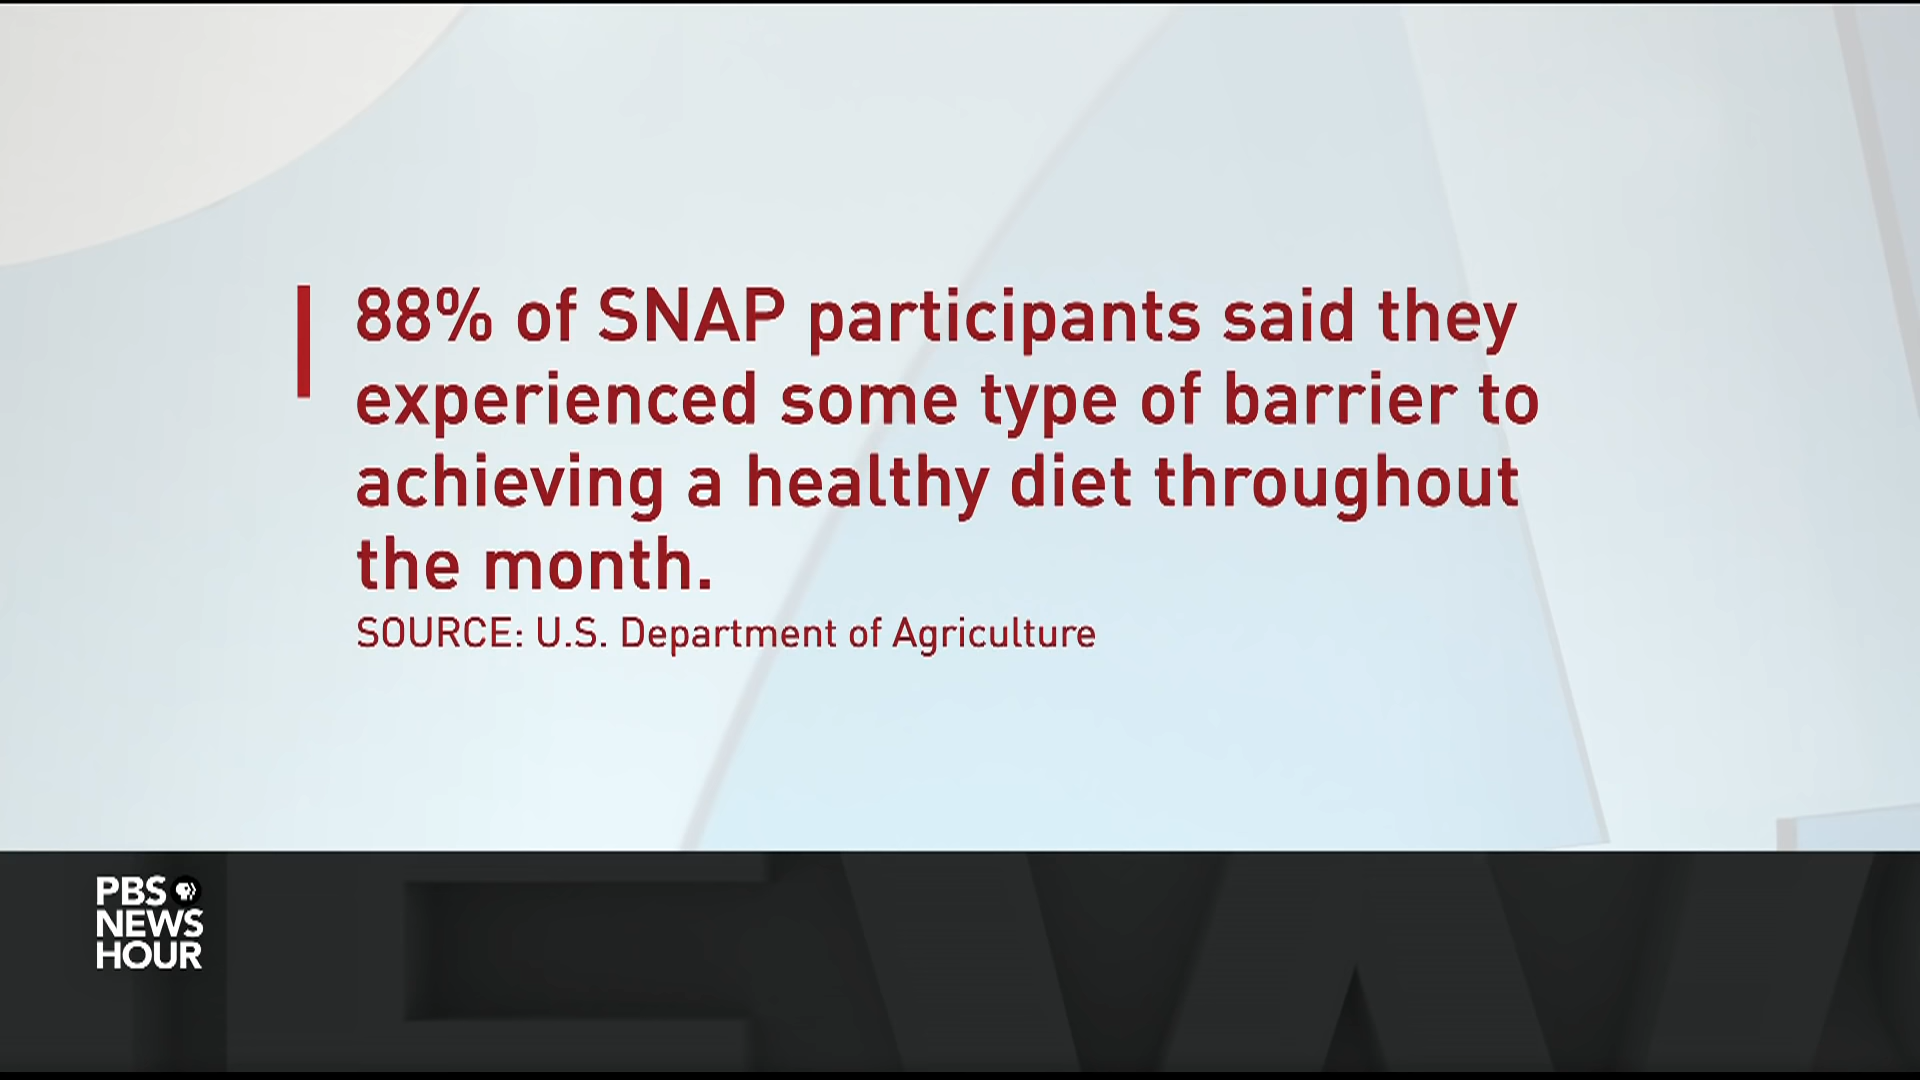 88% of SNAP participants said they
experienced some type of barrier to
achieving a healthy diet throughout
the month.
SOURCE: U.S. Department of Agriculture
PBS
NEWS
HOUR